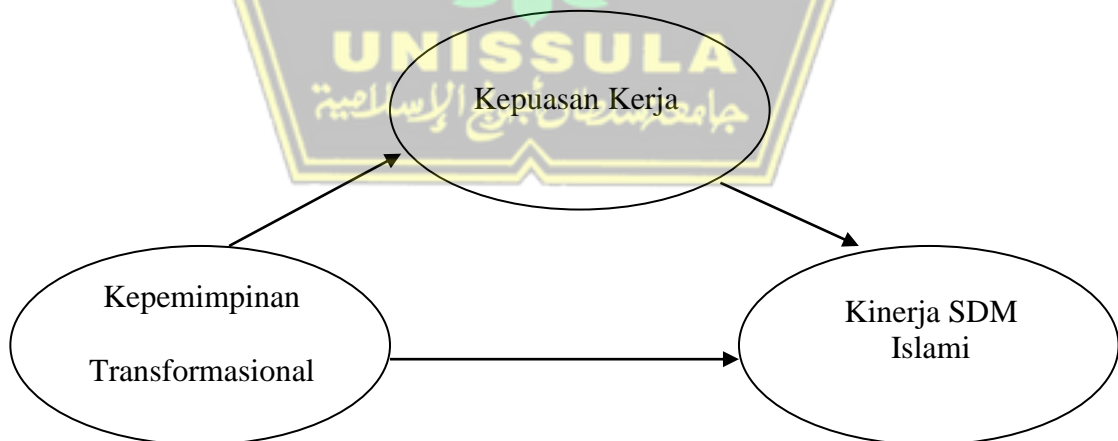 UNISSULA
جامعة سلطان أجونج الإسلامية
Kepuasan Kerja
Kepemimpinan
Transformasional
Kinerja SDM
Islami